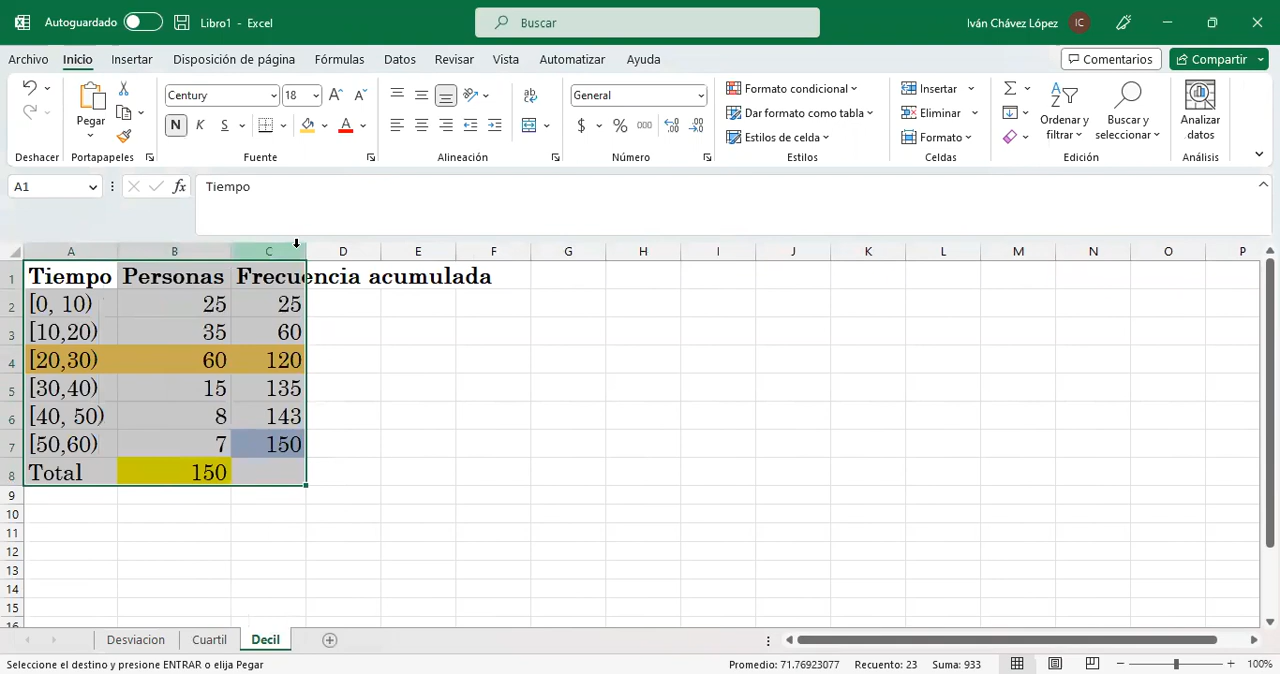 Autoguardado Libro1 - Excel Buscar Iván Chávez López IC
Archivo Inicio Insertar Disposición de página Fórmulas Datos Revisar Vista Automatizar Ayuda Comentarios Compartir
Pegar Century 18 General Formato condicional Insertar
Dar formato como tabla Eliminar Ordenar y filtrar Buscar y seleccionar Analizar datos
N K S $ % 000 Estilos de celda Formato
Deshacer Portapapeles Fuente Alineación Número Estilos Celdas Edición Análisis
A1 fx Tiempo
A B C D E F G H I J K L M N O P
1 Tiempo Personas Frecuencia acumulada
2 [0, 10) 25 25
3 [10,20) 35 60
4 [20,30) 60 120
5 [30,40) 15 135
6 [40, 50) 8 143
7 [50,60) 7 150
8 Total 150
9
10
11
12
13
14
15
16
Desviacion Cuartil Decil
Seleccione el destino y presione ENTRAR o elija Pegar Promedio: 71.76923077 Recuento: 23 Suma: 933 100%